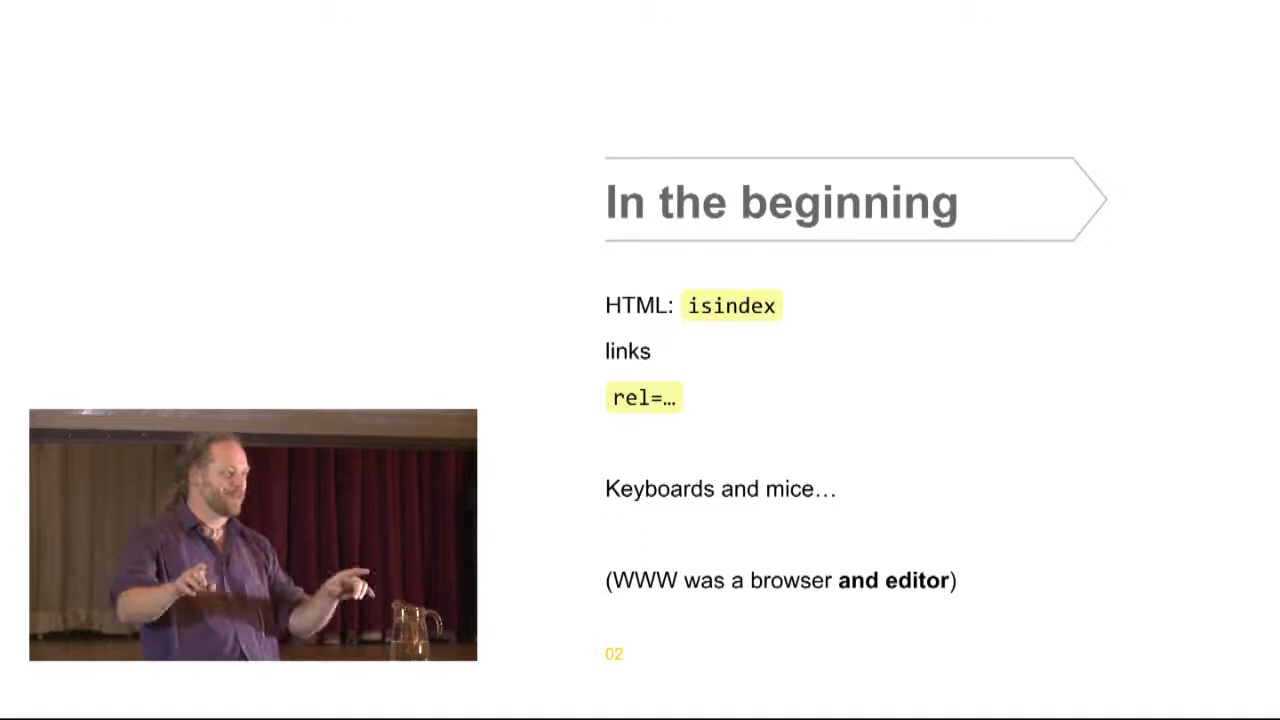 In the beginning
HTML: isindex
links
rel=…
Keyboards and mice…
(WWW was a browser and editor)
02